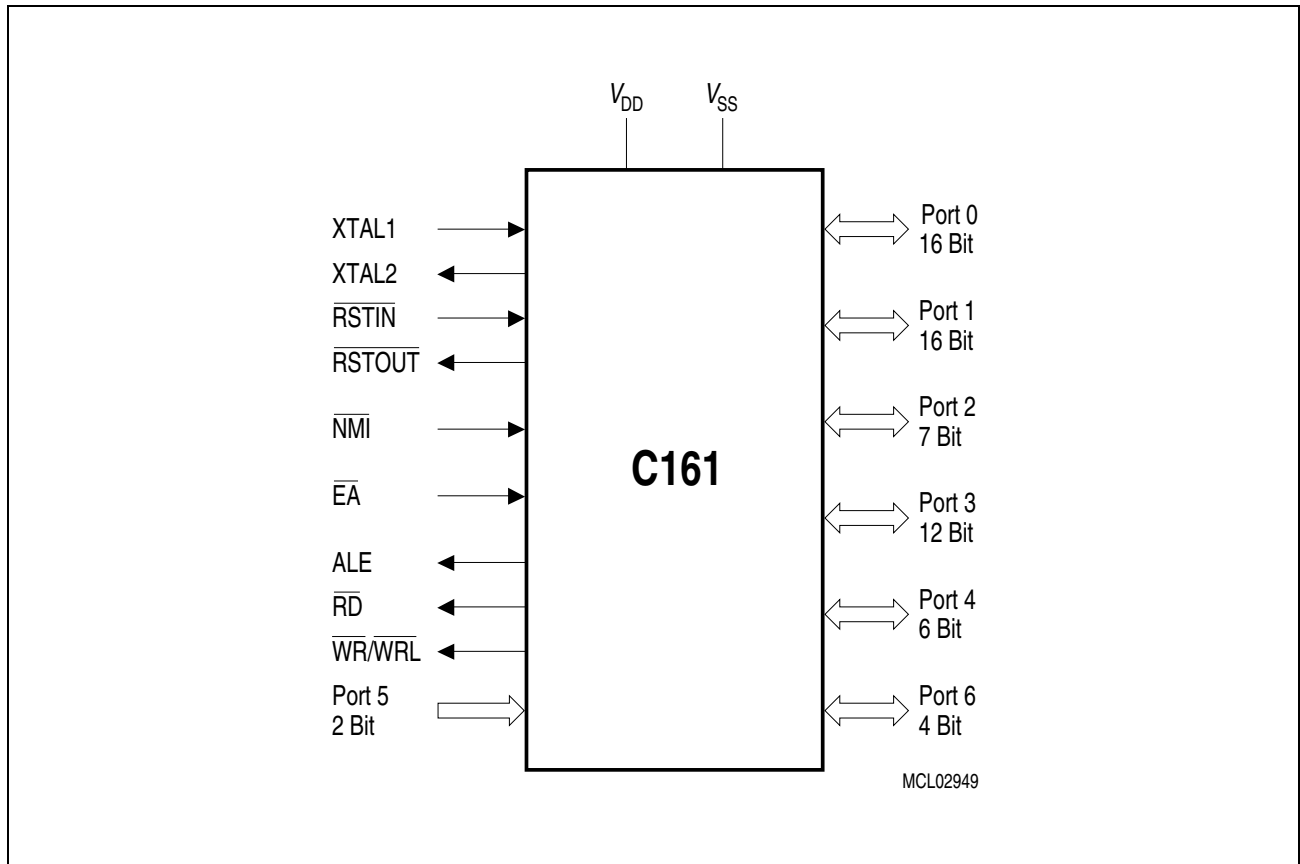 VDD VSS
XTAL1
XTAL2
RSTIN
RSTOUT
NMI
EA
ALE
RD
WR/WRL
Port 5
2 Bit
C161
Port 0
16 Bit
Port 1
16 Bit
Port 2
7 Bit
Port 3
12 Bit
Port 4
6 Bit
Port 6
4 Bit
MCL02949